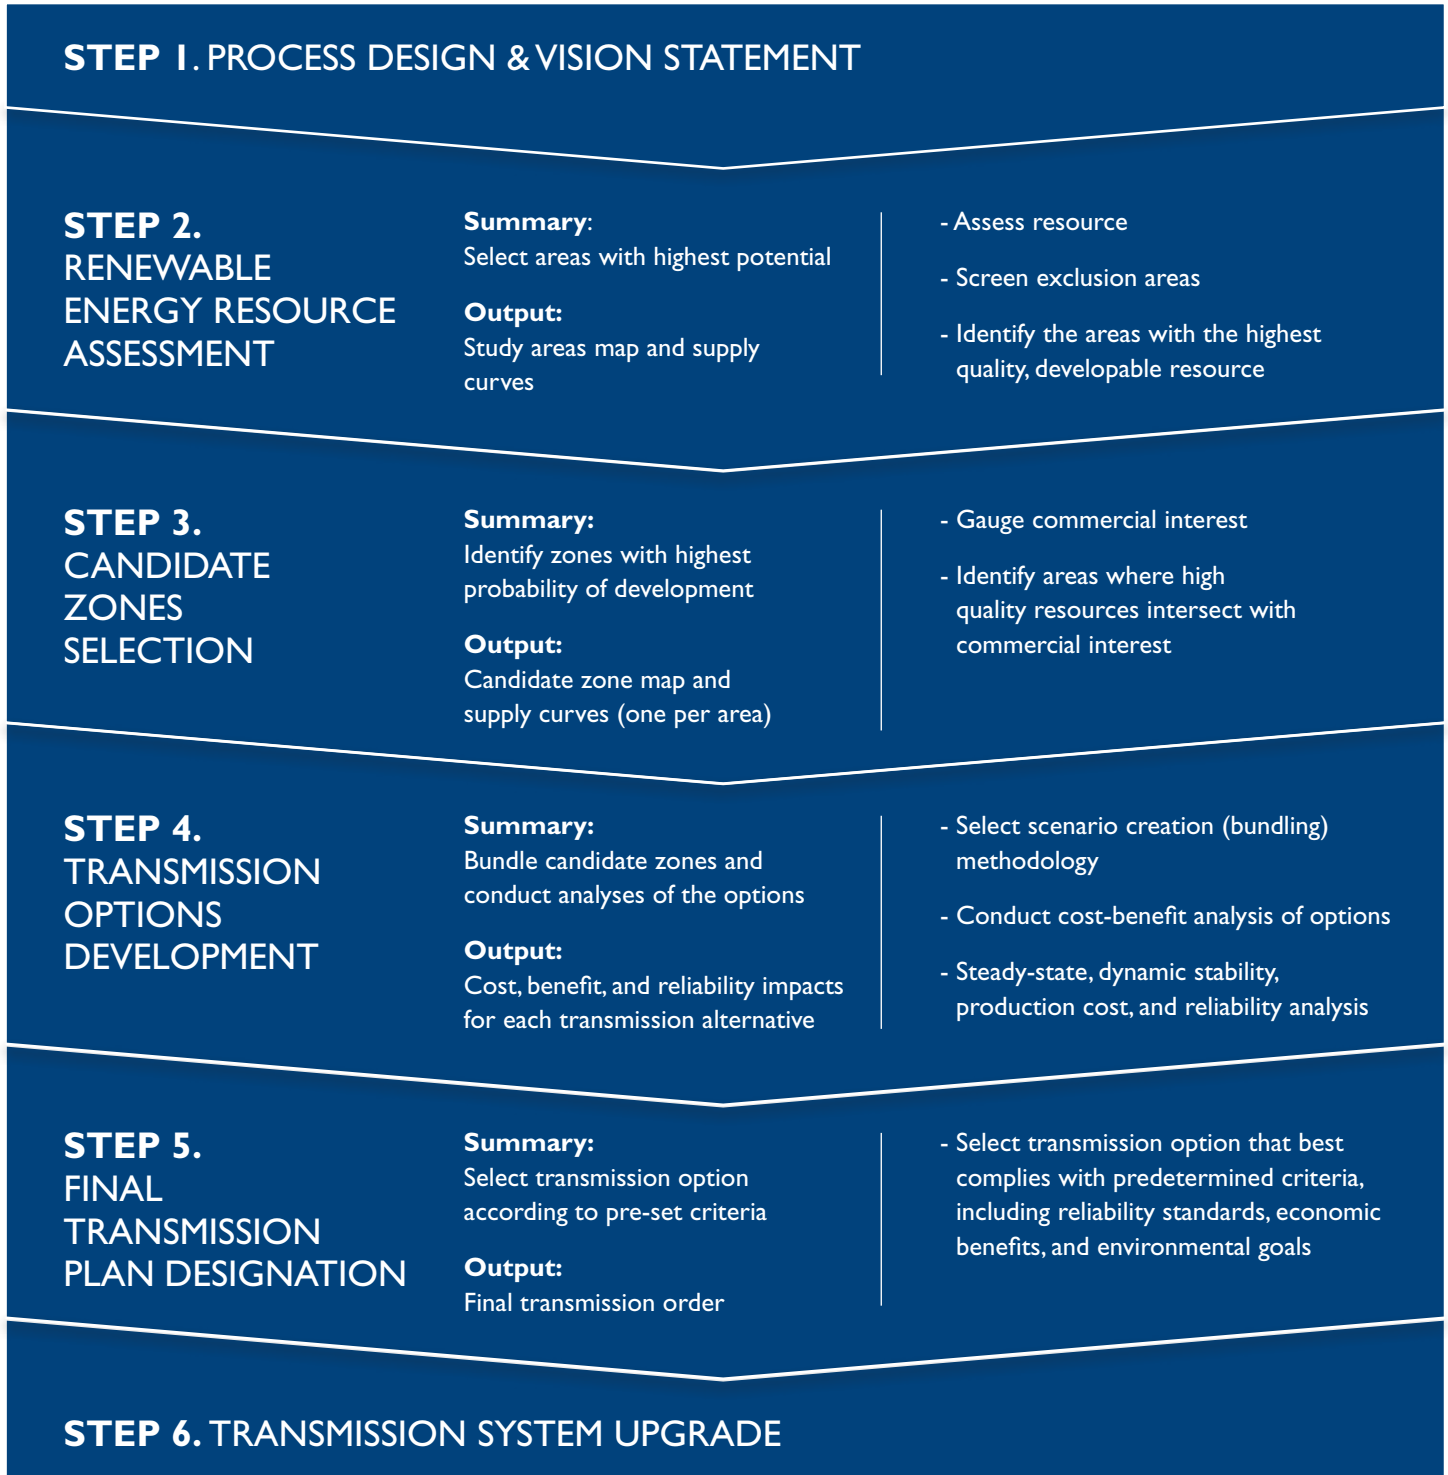 STEP 1. PROCESS DESIGN & VISION STATEMENT
STEP 2.
RENEWABLE
ENERGY RESOURCE
ASSESSMENT
Summary:
Select areas with highest potential
Output:
Study areas map and supply
curves
- Assess resource
- Screen exclusion areas
- Identify the areas with the highest
quality, developable resource
STEP 3.
CANDIDATE
ZONES
SELECTION
Summary:
Identify zones with highest
probability of development
Output:
Candidate zone map and
supply curves (one per area)
- Gauge commercial interest
- Identify areas where high
quality resources intersect with
commercial interest
STEP 4.
TRANSMISSION
OPTIONS
DEVELOPMENT
Summary:
Bundle candidate zones and
conduct analyses of the options
Output:
Cost, benefit, and reliability impacts
for each transmission alternative
- Select scenario creation (bundling)
methodology
- Conduct cost-benefit analysis of options
- Steady-state, dynamic stability,
production cost, and reliability analysis
STEP 5.
FINAL
TRANSMISSION
PLAN DESIGNATION
Summary:
Select transmission option
according to pre-set criteria
Output:
Final transmission order
- Select transmission option that best
complies with predetermined criteria,
including reliability standards, economic
benefits, and environmental goals
STEP 6. TRANSMISSION SYSTEM UPGRADE